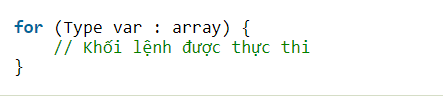 for (Type var : array) {
    // Khối lệnh được thực thi
}